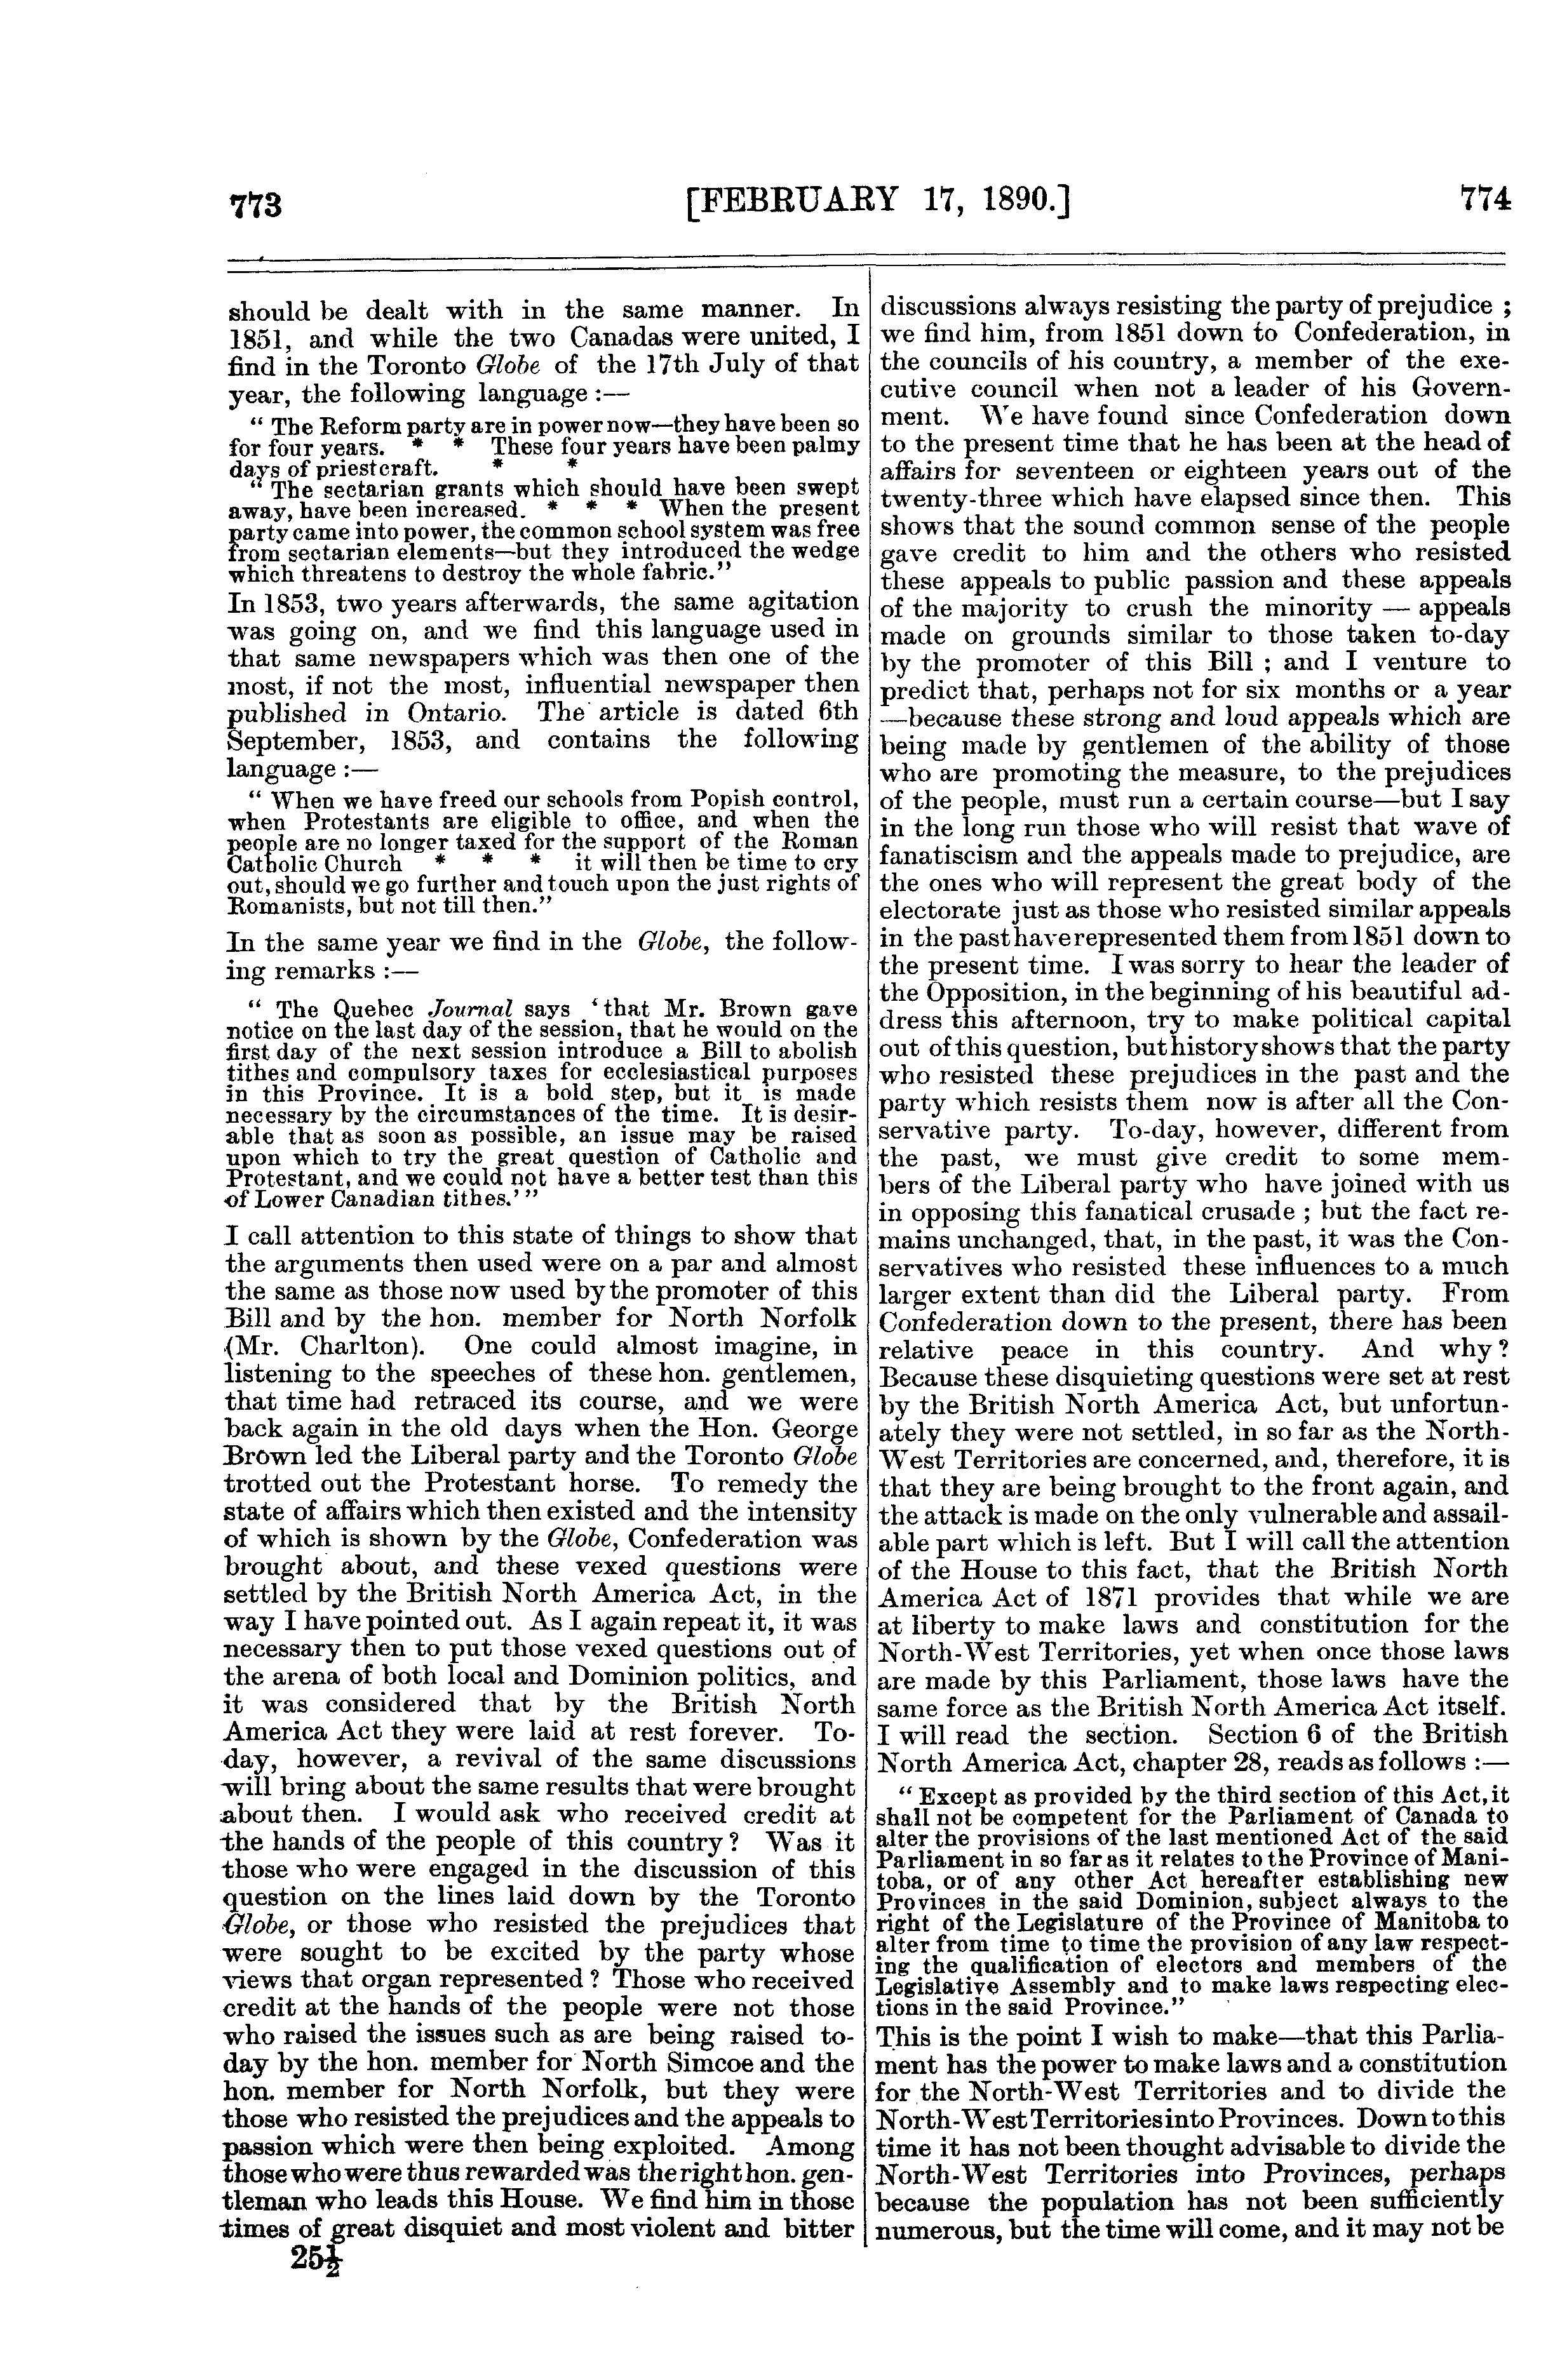 773
[FEBRUARY 17, 1890.]
774
should be dealt with in the same manner. In
1851, and while the two Canadas were united, I
find in the Toronto Globe of the 17th July of that
year, the following language :—
“ The Reform party are in power now—they have been so
for four years. * * These four years have been palmy
days of priestcraft. * *
“ The sectarian grants which should have been swept
away, have been increased. * * * When the present
party came into power, the common school system was free
from sectarian elements—but they introduced the wedge
which threatens to destroy the whole fabric.”
In 1853, two years afterwards, the same agitation
was going on, and we find this language used in
that same newspapers which was then one of the
most, if not the most, influential newspaper then
published in Ontario. The article is dated 6th
September, 1853, and contains the following
language :—
“ When we have freed our schools from Popish control,
when Protestants are eligible to office, and when the
people are no longer taxed for the support of the Roman
Catholic Church * * * it will then be time to cry
out, should we go further and touch upon the just rights of
Romanists, but not till then.”
In the same year we find in the Globe, the follow-
ing remarks :—
“ The Quebec Journal says ‘that Mr. Brown gave
notice on the last day of the session, that he would on the
first day of the next session introduce a Bill to abolish
tithes and compulsory taxes for ecclesiastical purposes
in this Province. It is a bold step, but it is made
necessary by the circumstances of the time. It is desir-
able that as soon as possible, an issue may be raised
upon which to try the great question of Catholic and
Protestant, and we could not have a better test than this
of Lower Canadian tithes.’ ”
I call attention to this state of things to show that
the arguments then used were on a par and almost
the same as those now used by the promoter of this
Bill and by the hon. member for North Norfolk
(Mr. Charlton). One could almost imagine, in
listening to the speeches of these hon. gentlemen,
that time had retraced its course, and we were
back again in the old days when the Hon. George
Brown led the Liberal party and the Toronto Globe
trotted out the Protestant horse. To remedy the
state of affairs which then existed and the intensity
of which is shown by the Globe, Confederation was
brought about, and these vexed questions were
settled by the British North America Act, in the
way I have pointed out. As I again repeat it, it was
necessary then to put those vexed questions out of
the arena of both local and Dominion politics, and
it was considered that by the British North
America Act they were laid at rest forever. To-
day, however, a revival of the same discussions
will bring about the same results that were brought
about then. I would ask who received credit at
the hands of the people of this country ? Was it
those who were engaged in the discussion of this
question on the lines laid down by the Toronto
Globe, or those who resisted the prejudices that
were sought to be excited by the party whose
views that organ represented ? Those who received
credit at the hands of the people were not those
who raised the issues such as are being raised to-
day by the hon. member for North Simcoe and the
hon. member for North Norfolk, but they were
those who resisted the prejudices and the appeals to
passion which were then being exploited. Among
those who were thus rewarded was the right hon. gen-
tleman who leads this House. We find him in those
times of great disquiet and most violent and bitter
25½
discussions always resisting the party of prejudice ;
we find him, from 1851 down to Confederation, in
the councils of his country, a member of the exe-
cutive council when not a leader of his Govern-
ment. We have found since Confederation down
to the present time that he has been at the head of
affairs for seventeen or eighteen years out of the
twenty-three which have elapsed since then. This
shows that the sound common sense of the people
gave credit to him and the others who resisted
these appeals to public passion and these appeals
of the majority to crush the minority — appeals
made on grounds similar to those taken to-day
by the promoter of this Bill ; and I venture to
predict that, perhaps not for six months or a year
—because these strong and loud appeals which are
being made by gentlemen of the ability of those
who are promoting the measure, to the prejudices
of the people, must run a certain course—but I say
in the long run those who will resist that wave of
fanatiscism and the appeals made to prejudice, are
the ones who will represent the great body of the
electorate just as those who resisted similar appeals
in the past have represented them from 1851 down to
the present time. I was sorry to hear the leader of
the Opposition, in the beginning of his beautiful ad-
dress this afternoon, try to make political capital
out of this question, but history shows that the party
who resisted these prejudices in the past and the
party which resists them now is after all the Con-
servative party. To-day, however, different from
the past, we must give credit to some mem-
bers of the Liberal party who have joined with us
in opposing this fanatical crusade ; but the fact re-
mains unchanged, that, in the past, it was the Con-
servatives who resisted these influences to a much
larger extent than did the Liberal party. From
Confederation down to the present, there has been
relative peace in this country. And why ?
Because these disquieting questions were set at rest
by the British North America Act, but unfortun-
ately they were not settled, in so far as the North-
West Territories are concerned, and, therefore, it is
that they are being brought to the front again, and
the attack is made on the only vulnerable and assail-
able part which is left. But I will call the attention
of the House to this fact, that the British North
America Act of 1871 provides that while we are
at liberty to make laws and constitution for the
North-West Territories, yet when once those laws
are made by this Parliament, those laws have the
same force as the British North America Act itself.
I will read the section. Section 6 of the British
North America Act, chapter 28, reads as follows :—
“ Except as provided by the third section of this Act, it
shall not be competent for the Parliament of Canada to
alter the provisions of the last mentioned Act of the said
Parliament in so far as it relates to the Province of Mani-
toba, or of any other Act hereafter establishing new
Provinces in the said Dominion, subject always to the
right of the Legislature of the Province of Manitoba to
alter from time to time the provision of any law respect-
ing the qualification of electors and members of the
Legislative Assembly and to make laws respecting elec-
tions in the said Province.”
This is the point I wish to make—that this Parlia-
ment has the power to make laws and a constitution
for the North-West Territories and to divide the
North-West Territories into Provinces. Down to this
time it has not been thought advisable to divide the
North-West Territories into Provinces, perhaps
because the population has not been sufficiently
numerous, but the time will come, and it may not be